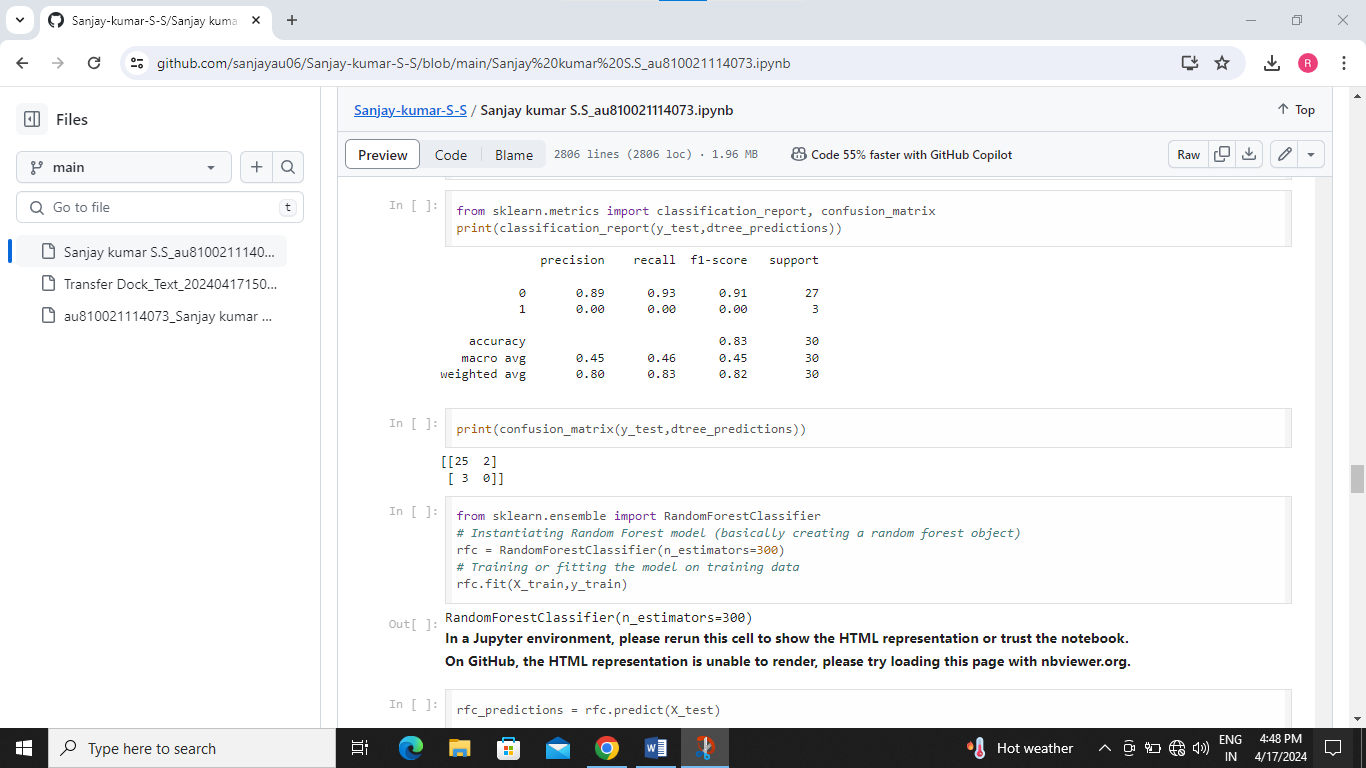 Sanjay-kumar-S-S/Sanjay kuma
github.com/sanjayau06/Sanjay-kumar-S-S/blob/main/Sanjay%20kumar%20S.S_au810021114073.ipynb
R
Files
main
Go to file
t
Sanjay kumar S.S_au8100211140...
Transfer Dock_Text_20240417150...
au810021114073_Sanjay kumar ...
Sanjay-kumar-S-S / Sanjay kumar S.S_au810021114073.ipynb
Top
Preview Code Blame 2806 lines (2806 loc) · 1.96 MB Code 55% faster with GitHub Copilot Raw
In [ ]:
from sklearn.metrics import classification_report, confusion_matrix
print(classification_report(y_test,dtree_predictions))
precision recall f1-score support
0 0.89 0.93 0.91 27
1 0.00 0.00 0.00 3
accuracy 0.83 30
macro avg 0.45 0.46 0.45 30
weighted avg 0.80 0.83 0.82 30
In [ ]:
print(confusion_matrix(y_test,dtree_predictions))
[[25 2]
[ 3 0]]
In [ ]:
from sklearn.ensemble import RandomForestClassifier
# Instantiating Random Forest model (basically creating a random forest object)
rfc = RandomForestClassifier(n_estimators=300)
# Training or fitting the model on training data
rfc.fit(X_train,y_train)
Out[ ]:
RandomForestClassifier(n_estimators=300)
In a Jupyter environment, please rerun this cell to show the HTML representation or trust the notebook.
On GitHub, the HTML representation is unable to render, please try loading this page with nbviewer.org.
In [ ]:
rfc_predictions = rfc.predict(X_test)
Type here to search
Hot weather
ENG
IN
4:48 PM
4/17/2024